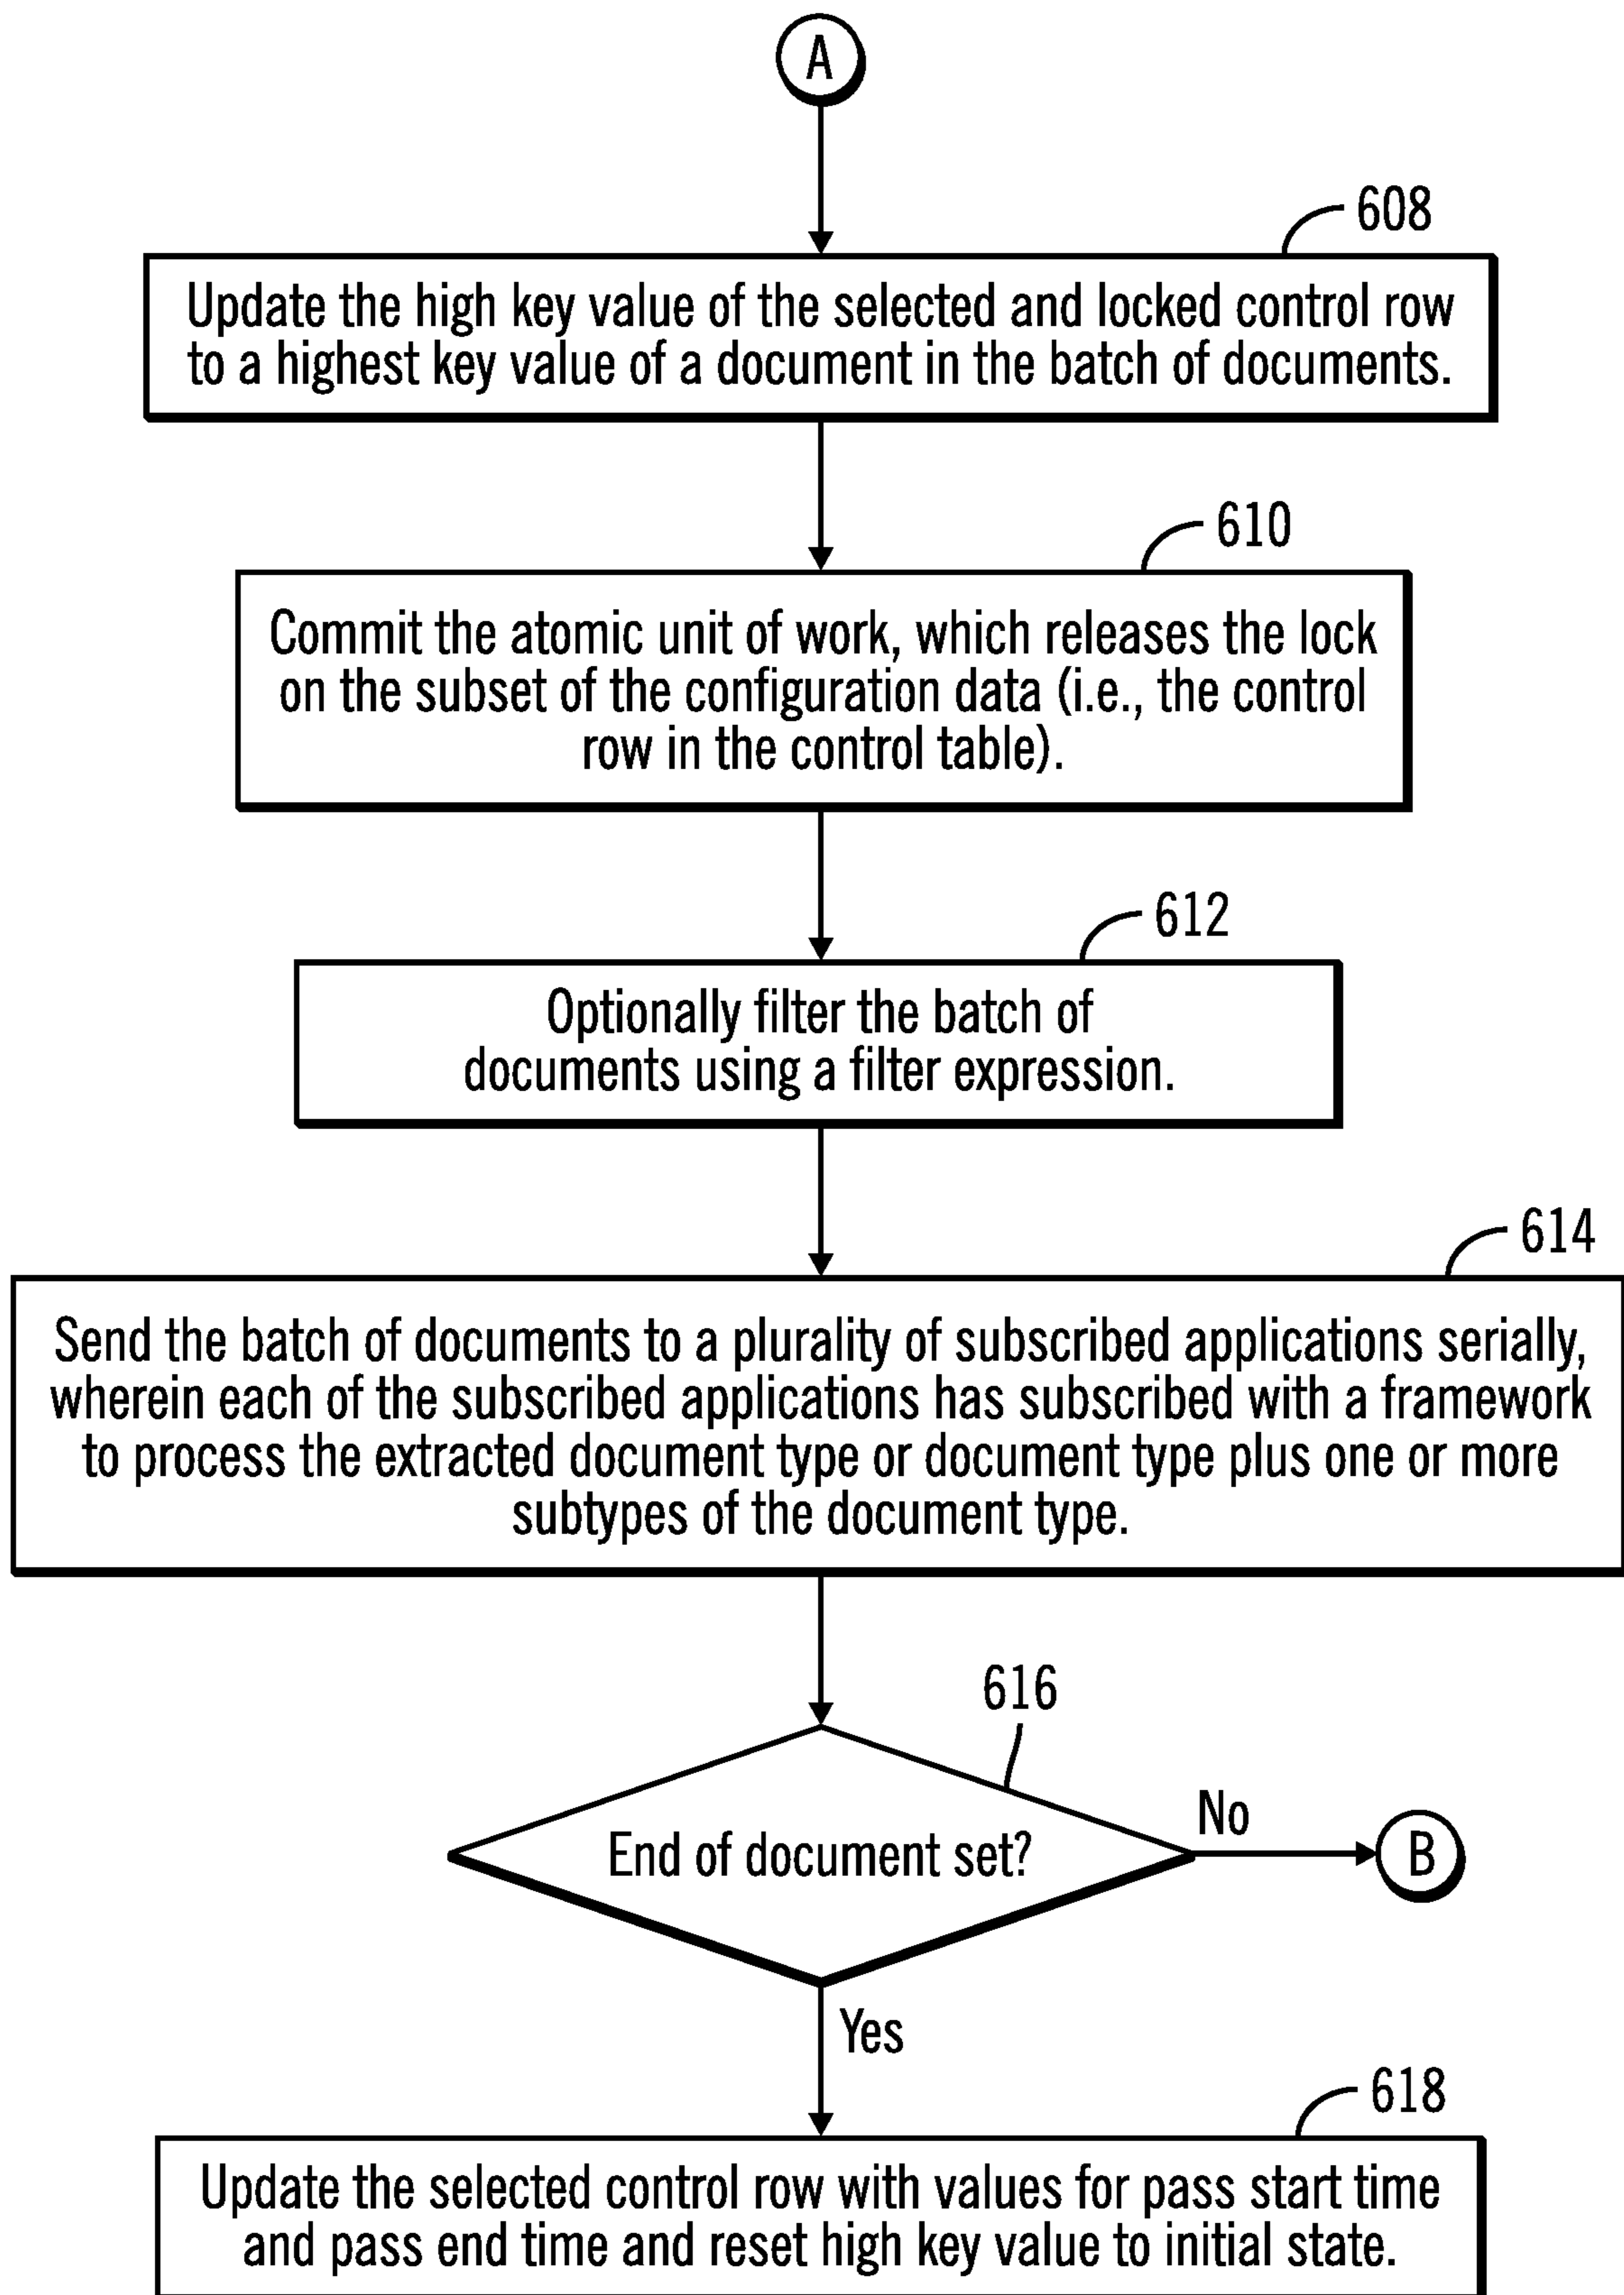 A
608
Update the high key value of the selected and locked control row
to a highest key value of a document in the batch of documents.
610
Commit the atomic unit of work, which releases the lock
on the subset of the configuration data (i.e., the control
row in the control table).
612
Optionally filter the batch of
documents using a filter expression.
614
Send the batch of documents to a plurality of subscribed applications serially,
wherein each of the subscribed applications has subscribed with a framework
to process the extracted document type or document type plus one or more
subtypes of the document type.
616
End of document set?
No
B
Yes
618
Update the selected control row with values for pass start time
and pass end time and reset high key value to initial state.